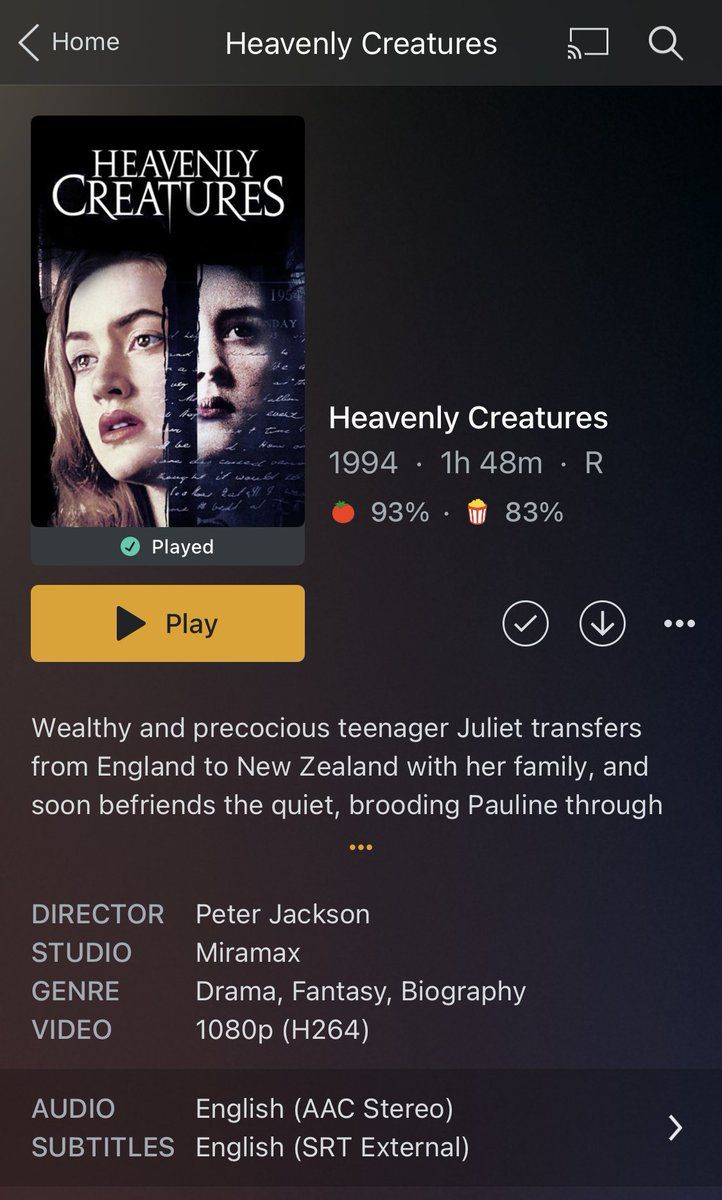 Home
Heavenly Creatures
HEAVENLY
CREATURES
1954
Heavenly Creatures
1994 · 1h 48m · R
93% · 83%
Played
Play
Wealthy and precocious teenager Juliet transfers
from England to New Zealand with her family, and
soon befriends the quiet, brooding Pauline through
...
DIRECTOR Peter Jackson
STUDIO Miramax
GENRE Drama, Fantasy, Biography
VIDEO 1080p (H264)
AUDIO English (AAC Stereo)
SUBTITLES English (SRT External)